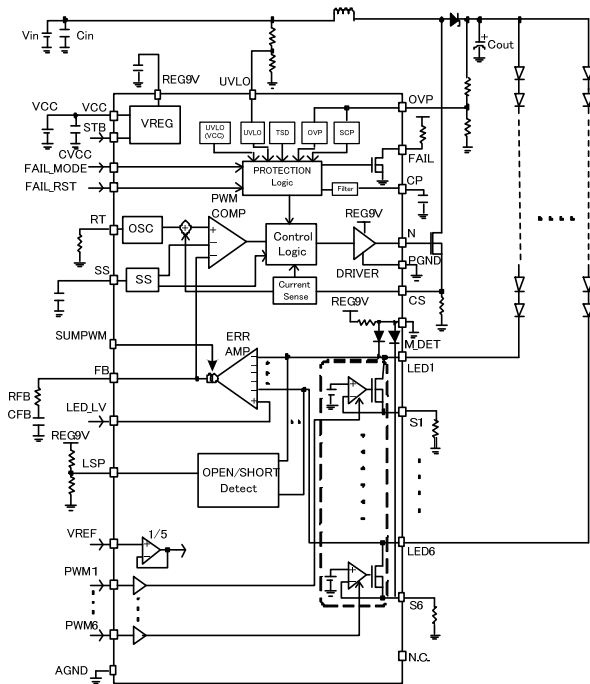 Vin
Cin
Cout
REG9V
UVLO
OVP
VCC
VCC
STB
VREG
CVCC
UVLO
(VCC)
UVLO
TSD
OVP
SCP
FAIL
FAIL_MODE
FAIL_RST
PROTECTION
Logic
Filter
CP
PWM
COMP
RT
OSC
REG9V
N
Control
Logic
PGND
DRIVER
SS
SS
Current
Sense
CS
REG9V
SUMPWM
ERR
AMP
M_DET
FB
LED1
RFB
CFB
LED_LV
S1
REG9V
LSP
OPEN/SHORT
Detect
VREF
1/5
LED6
PWM1
S6
PWM6
N.C.
AGND